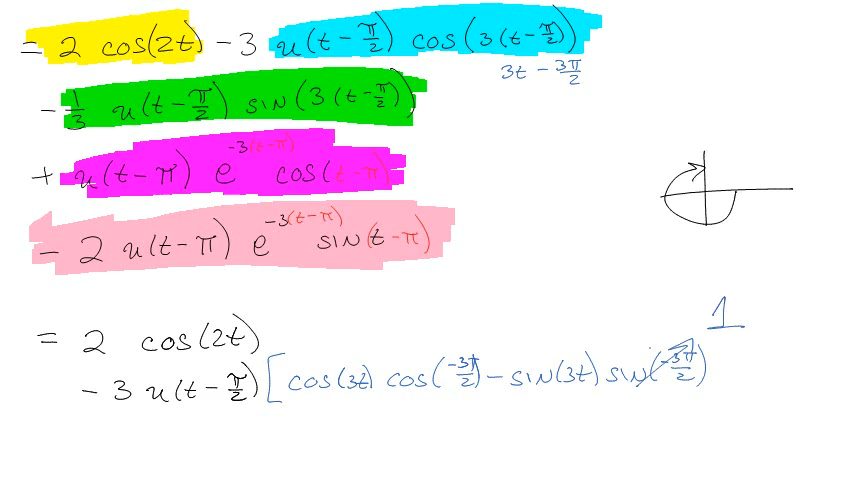 = 2 cos(2t) - 3 u(t - π/2) cos(3(t - π/2))
3t - 3π/2
- 1/3 u(t - π/2) sin(3(t - π/2))
+ u(t - π) e^-3(t - π) cos(t - π)
- 2 u(t - π) e^-3(t - π) sin(t - π)
1
= 2 cos(2t)
- 3 u(t - π/2) [cos(3t) cos(-3π/2) - sin(3t) sin(-3π/2)